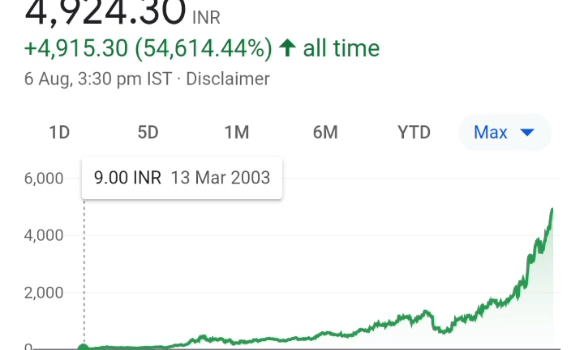 4,924.30 INR
+4,915.30 (54,614.44%) ↑ all time
6 Aug, 3:30 pm IST · Disclaimer
1D 5D 1M 6M YTD Max
6,000
9.00 INR 13 Mar 2003
4,000
2,000
0